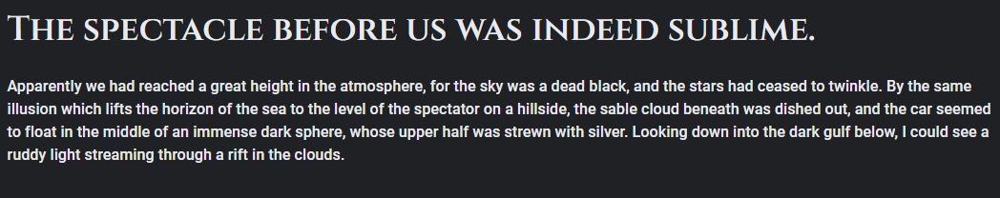 The spectacle before us was indeed sublime.
Apparently we had reached a great height in the atmosphere, for the sky was a dead black, and the stars had ceased to twinkle. By the same
illusion which lifts the horizon of the sea to the level of the spectator on a hillside, the sable cloud beneath was dished out, and the car seemed
to float in the middle of an immense dark sphere, whose upper half was strewn with silver. Looking down into the dark gulf below, I could see a
ruddy light streaming through a rift in the clouds.